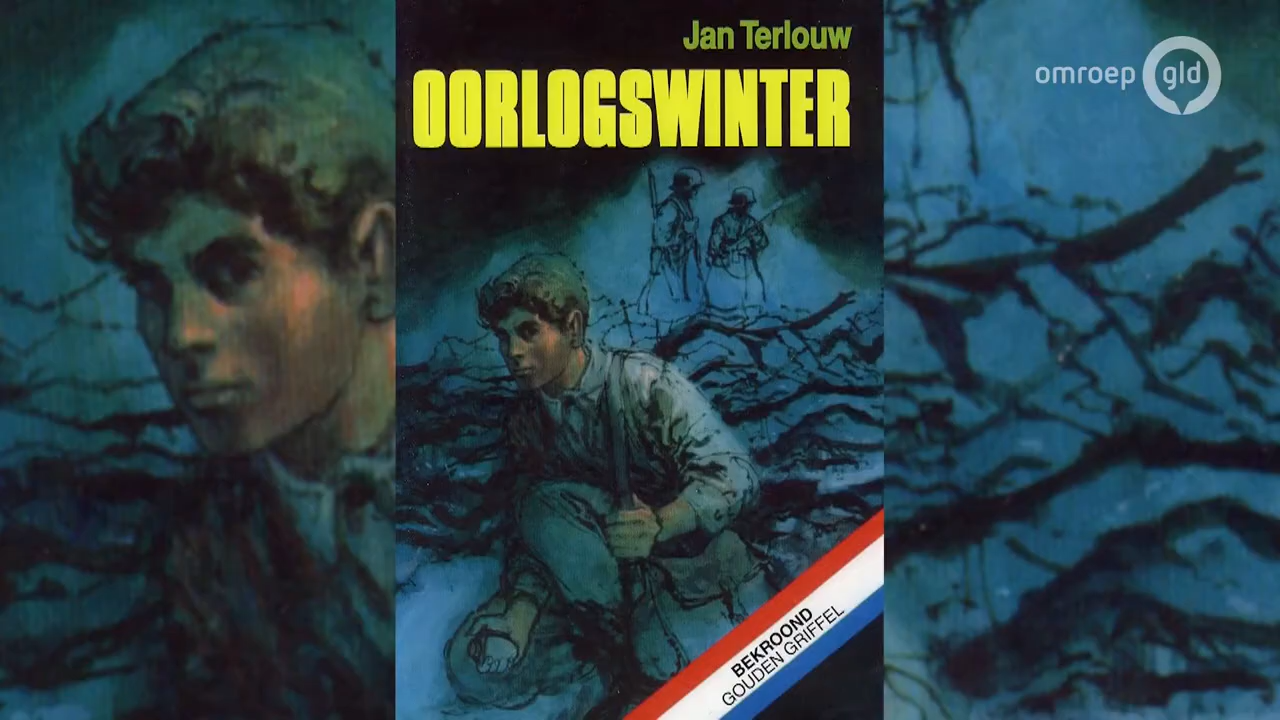 Jan Terlouw
OORLOGSWINTER
omroep gld
BEKROOND
GOUDEN GRIFFEL